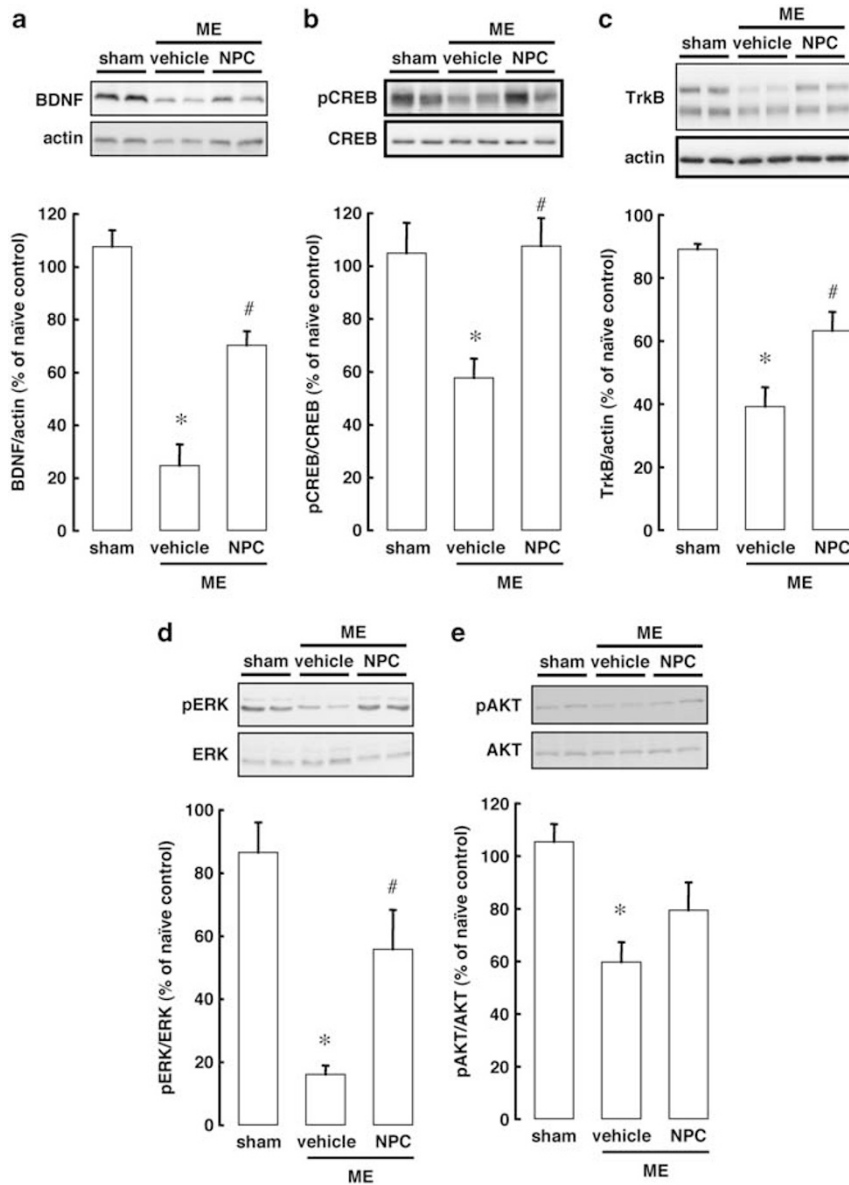 a
ME
sham vehicle NPC
BDNF
actin
BDNF/actin (% of naïve control)
120
100
80
60
40
20
0
*
#
sham vehicle NPC
ME
b
ME
sham vehicle NPC
pCREB
CREB
pCREB/CREB (% of naïve control)
120
100
80
60
40
20
0
*
#
sham vehicle NPC
ME
c
ME
sham vehicle NPC
TrkB
actin
TrkB/actin (% of naïve control)
100
80
60
40
20
0
*
#
sham vehicle NPC
ME
d
ME
sham vehicle NPC
pERK
ERK
pERK/ERK (% of naïve control)
100
80
60
40
20
0
*
#
sham vehicle NPC
ME
e
ME
sham vehicle NPC
pAKT
AKT
pAKT/AKT (% of naïve control)
120
100
80
60
40
20
0
*
sham vehicle NPC
ME